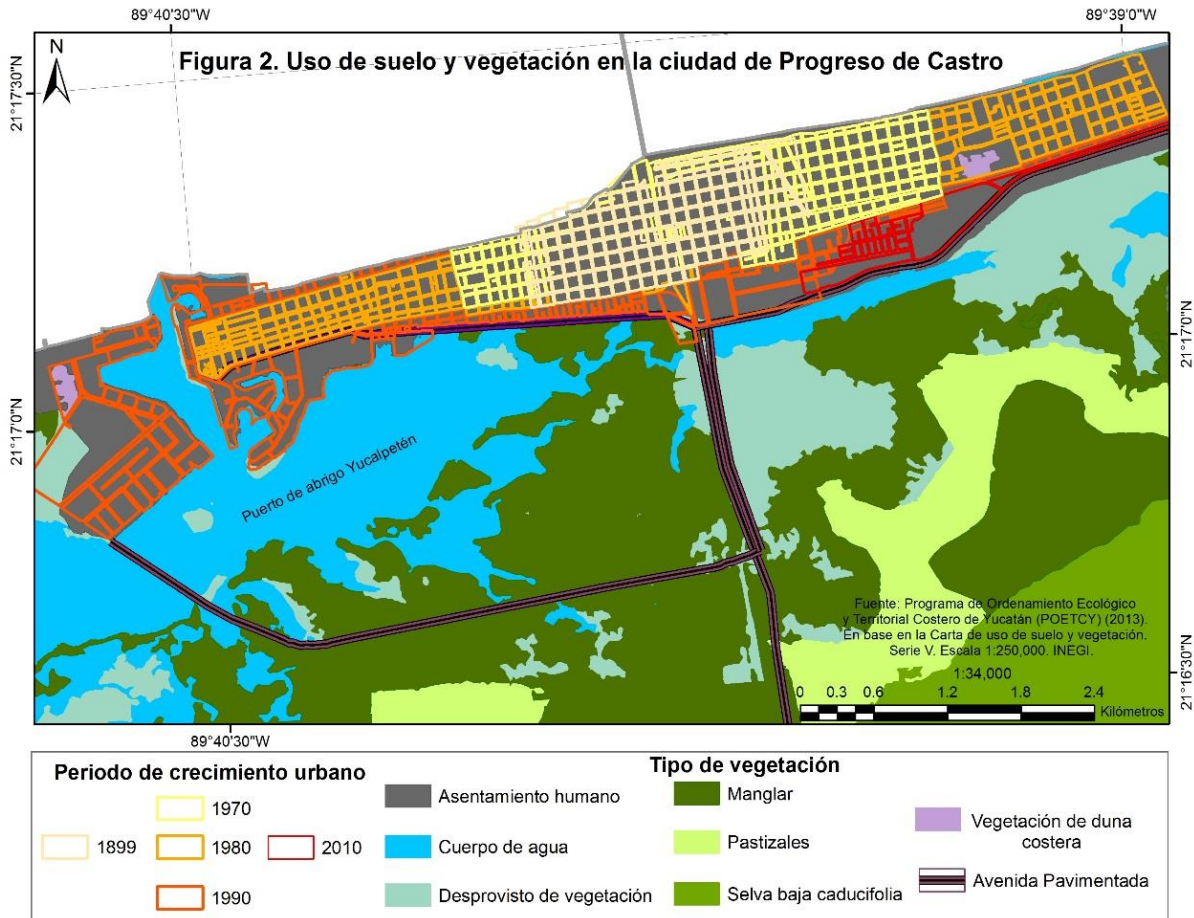 89°40'30"W
89°39'0"W
N
Figura 2. Uso de suelo y vegetación en la ciudad de Progreso de Castro
21°17'30"N
21°17'0"N
21°17'0"N
Puerto de abrigo Yucalpetén
Fuente: Programa de Ordenamiento Ecológico
y Territorial Costero de Yucatán (POETCY) (2013).
En base en la Carta de uso de suelo y vegetación.
Serie V. Escala 1:250,000. INEGI.
1:34,000
21°16'30"N
0 0.3 0.6 1.2 1.8 2.4
Kilómetros
89°40'30"W
Periodo de crecimiento urbano
1970
1899
1980
2010
1990
Asentamiento humano
Cuerpo de agua
Desprovisto de vegetación
Tipo de vegetación
Manglar
Pastizales
Selva baja caducifolia
Vegetación de duna
costera
Avenida Pavimentada